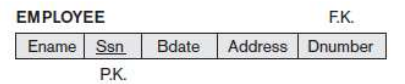 EMPLOYEE F.K.
Ename Ssn Bdate Address Dnumber
P.K.